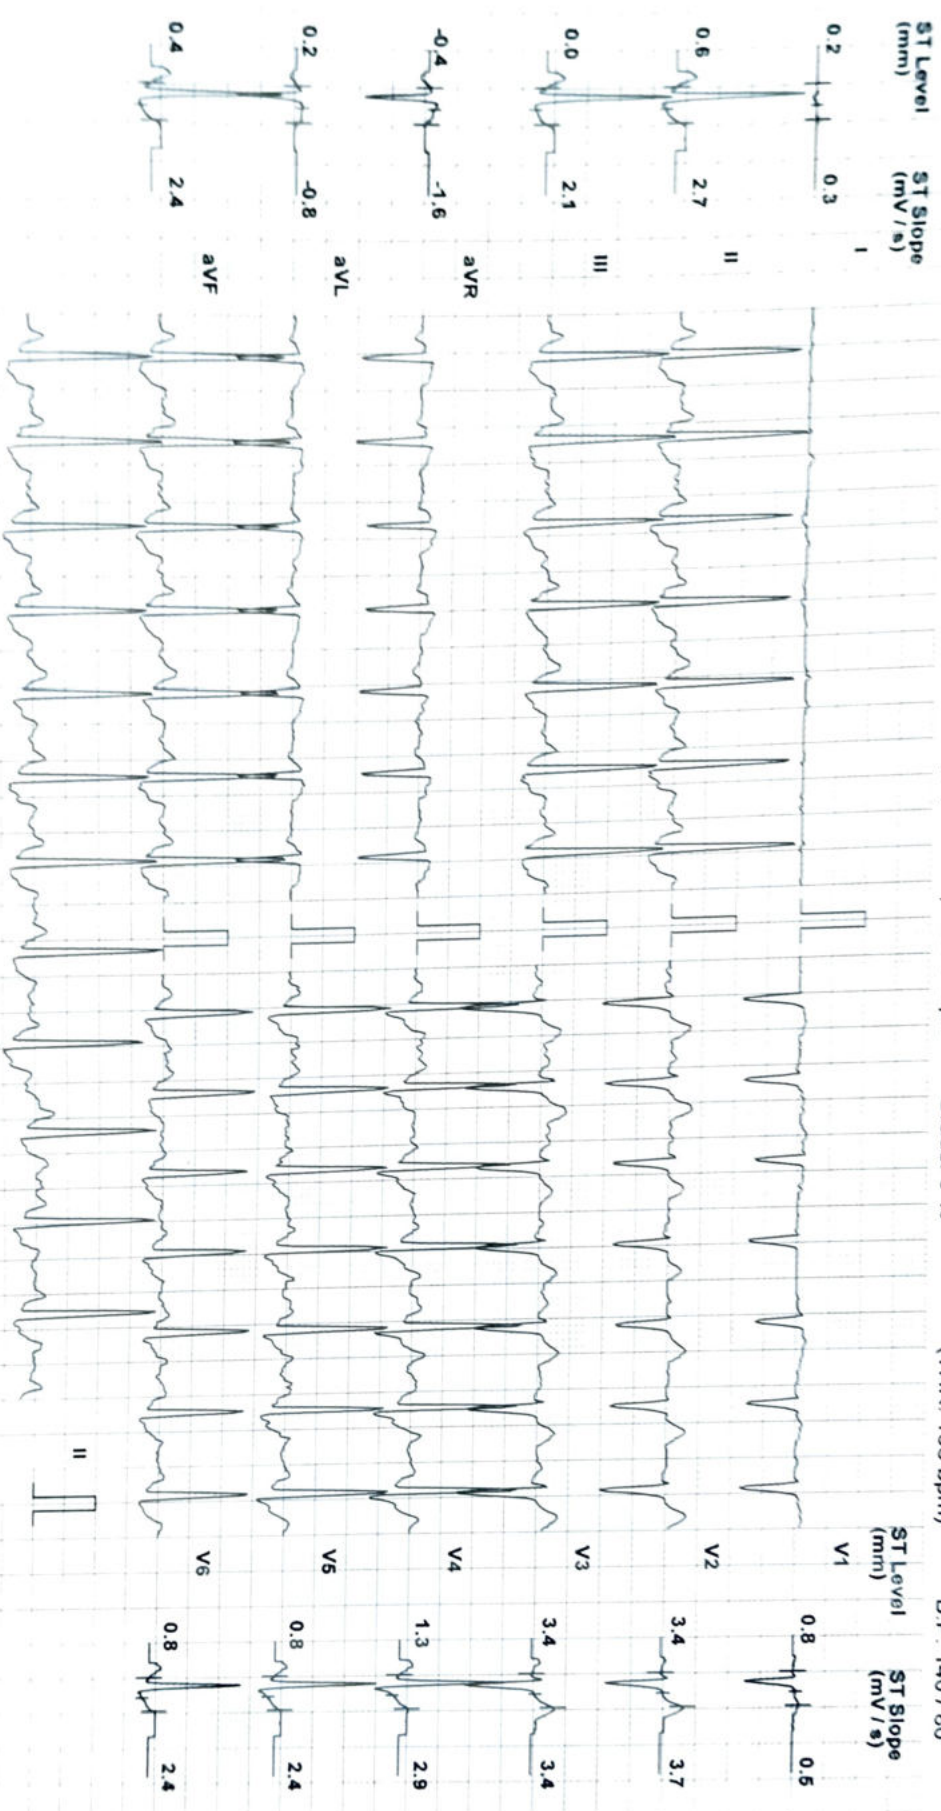 bpm) B.P : 140 / 80
ST Level ST Slope ST Level ST Slope
(mm) (mV / s) (mm) (mV / s)
I V1
0.2 0.3 0.8 0.5
II V2
0.6 2.7 3.4 3.7
III V3
0.0 2.1 3.4 3.4
aVR V4
-0.4 -1.6 1.3 2.9
aVL V5
0.2 -0.8 0.8 2.4
aVF V6
0.4 2.4 0.8 2.4
II